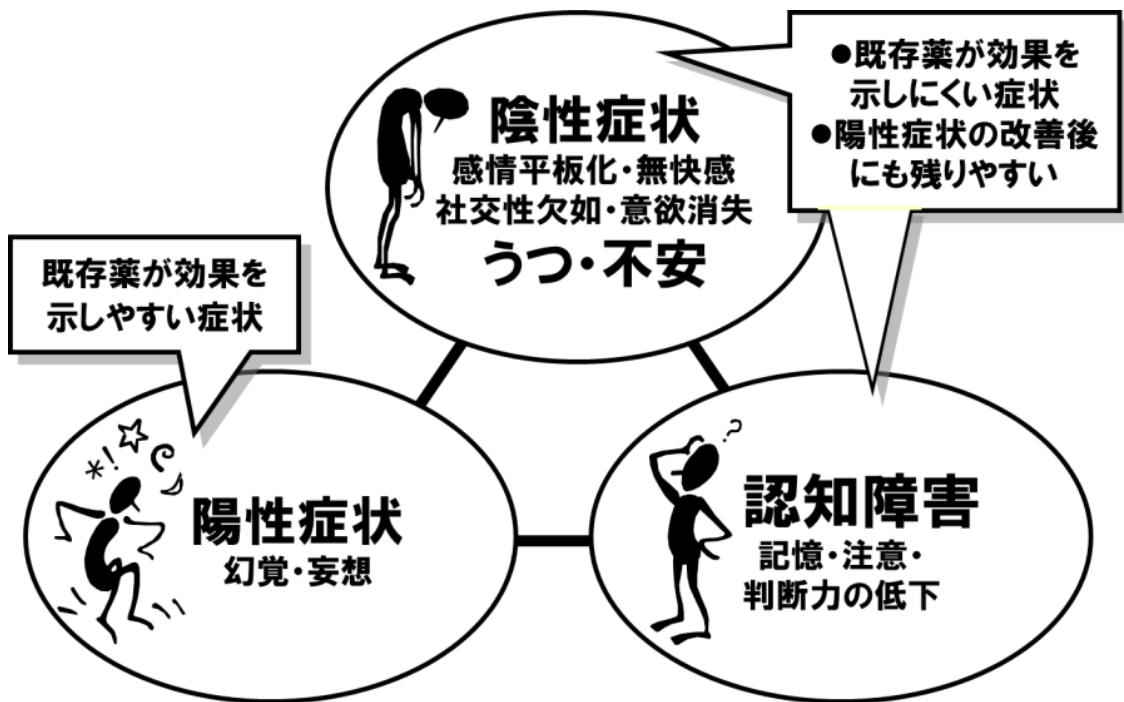 ●既存薬が効果を
示しにくい症状
●陽性症状の改善後
にも残りやすい
陰性症状
感情平板化・無快感
社交性欠如・意欲消失
うつ・不安
既存薬が効果を
示しやすい症状
*!
陽性症状
幻覚・妄想
?
認知障害
記憶・注意・
判断力の低下